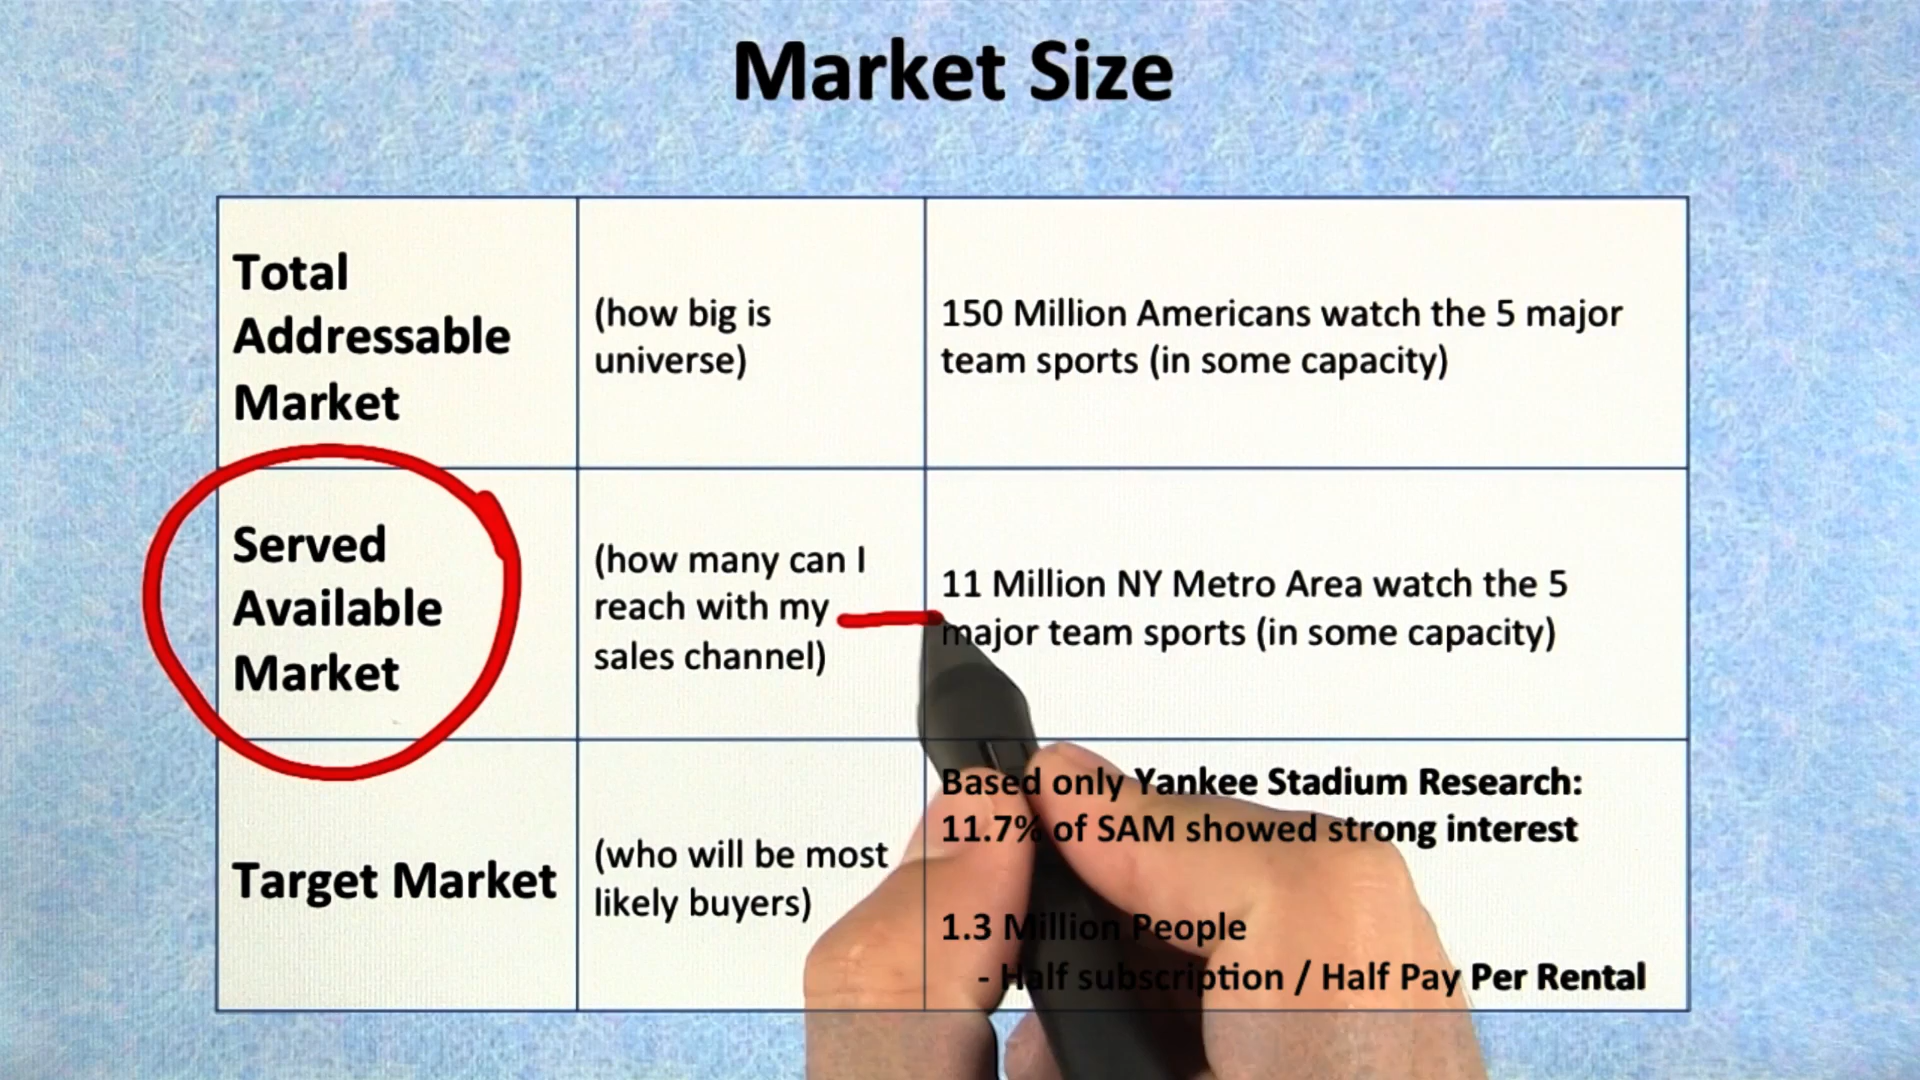 Market Size
Total
Addressable
Market
(how big is
universe)
150 Million Americans watch the 5 major
team sports (in some capacity)
Served
Available
Market
(how many can I
reach with my
sales channel)
11 Million NY Metro Area watch the 5
major team sports (in some capacity)
Target Market
(who will be most
likely buyers)
Based only Yankee Stadium Research:
11.7% of SAM showed strong interest
1.3 Million People
- Half subscription / Half Pay Per Rental